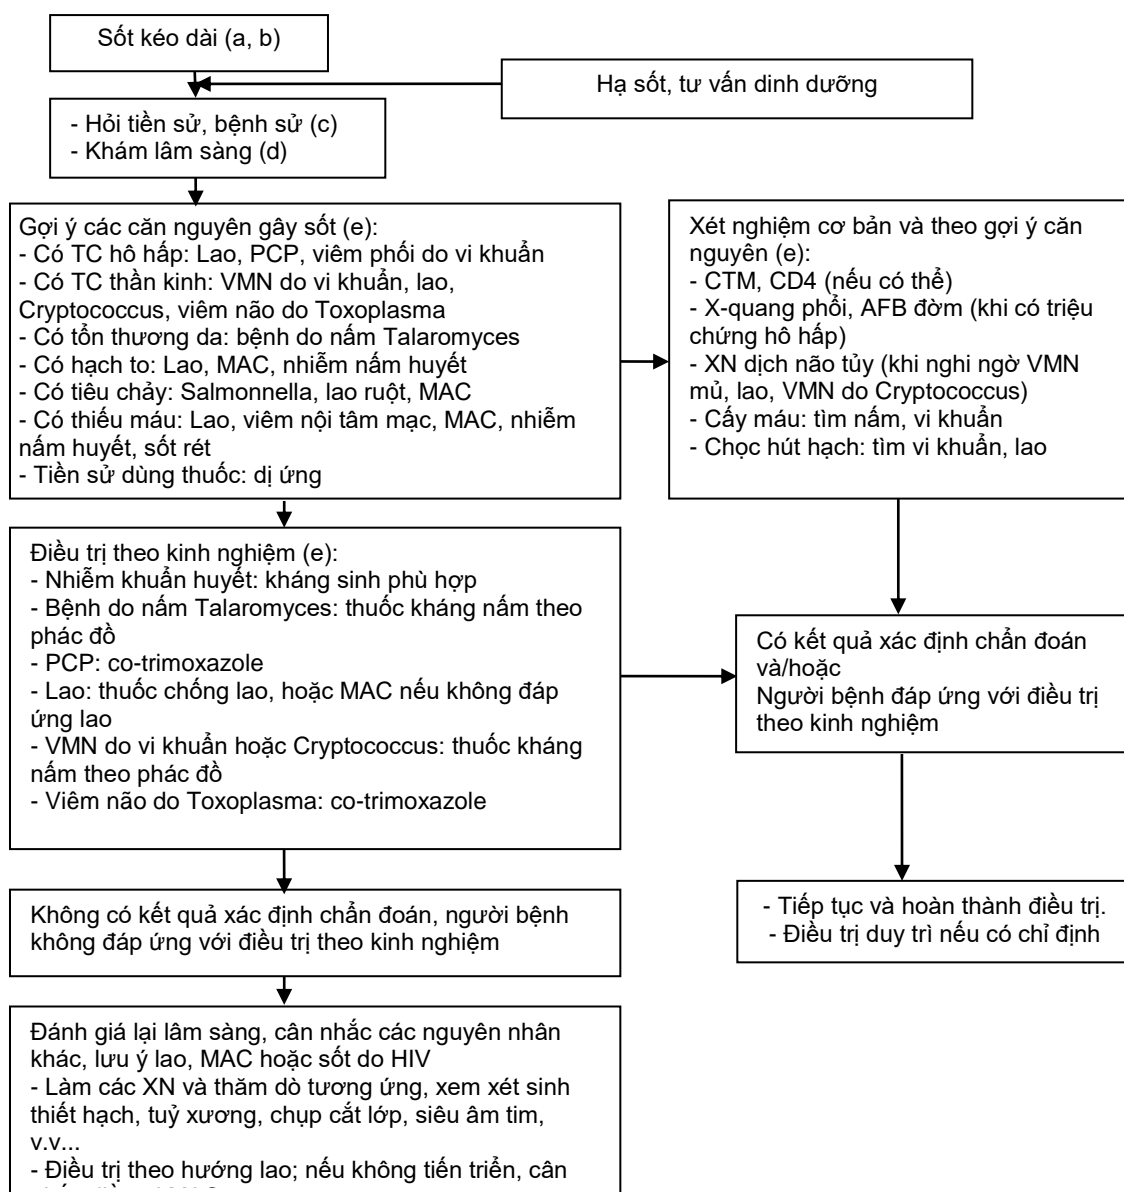 Sốt kéo dài (a, b)
Hạ sốt, tư vấn dinh dưỡng
- Hỏi tiền sử, bệnh sử (c)
- Khám lâm sàng (d)
Gợi ý các căn nguyên gây sốt (e):
- Có TC hô hấp: Lao, PCP, viêm phổi do vi khuẩn
- Có TC thần kinh: VMN do vi khuẩn, lao,
Cryptococcus, viêm não do Toxoplasma
- Có tổn thương da: bệnh do nấm Talaromyces
- Có hạch to: Lao, MAC, nhiễm nấm huyết
- Có tiêu chảy: Salmonnella, lao ruột, MAC
- Có thiếu máu: Lao, viêm nội tâm mạc, MAC, nhiễm
nấm huyết, sốt rét
- Tiền sử dùng thuốc: dị ứng
Xét nghiệm cơ bản và theo gợi ý căn
nguyên (e):
- CTM, CD4 (nếu có thể)
- X-quang phổi, AFB đờm (khi có triệu
chứng hô hấp)
- XN dịch não tủy (khi nghi ngờ VMN
mủ, lao, VMN do Cryptococcus)
- Cấy máu: tìm nấm, vi khuẩn
- Chọc hút hạch: tìm vi khuẩn, lao
Điều trị theo kinh nghiệm (e):
- Nhiễm khuẩn huyết: kháng sinh phù hợp
- Bệnh do nấm Talaromyces: thuốc kháng nấm theo
phác đồ
- PCP: co-trimoxazole
- Lao: thuốc chống lao, hoặc MAC nếu không đáp
ứng lao
- VMN do vi khuẩn hoặc Cryptococcus: thuốc kháng
nấm theo phác đồ
- Viêm não do Toxoplasma: co-trimoxazole
Có kết quả xác định chẩn đoán
và/hoặc
Người bệnh đáp ứng với điều trị
theo kinh nghiệm
Không có kết quả xác định chẩn đoán, người bệnh
không đáp ứng với điều trị theo kinh nghiệm
- Tiếp tục và hoàn thành điều trị.
- Điều trị duy trì nếu có chỉ định
Đánh giá lại lâm sàng, cân nhắc các nguyên nhân
khác, lưu ý lao, MAC hoặc sốt do HIV
- Làm các XN và thăm dò tương ứng, xem xét sinh
thiết hạch, tuỷ xương, chụp cắt lớp, siêu âm tim,
v.v...
- Điều trị theo hướng lao; nếu không tiến triển, cân